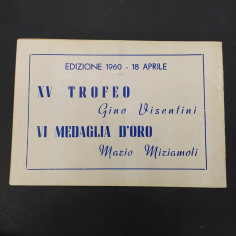 EDIZIONE 1960 - 18 APRILE
XV TROFEO
Gino Visentini
VI MEDAGLIA D'ORO
Mario Miziamoli